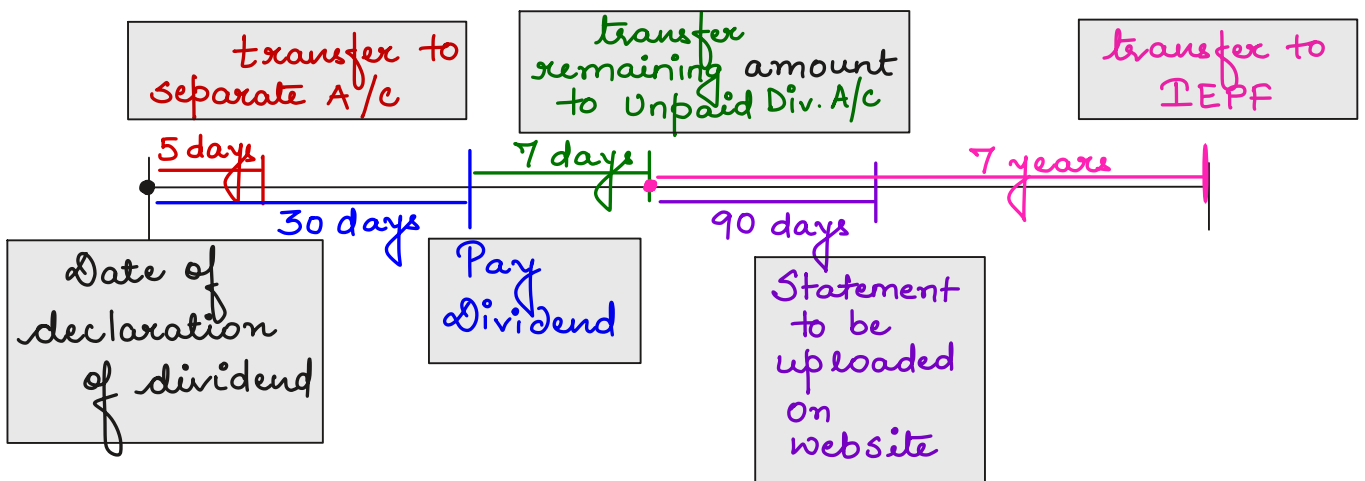 transfer to
separate A/C
transfer
remaining amount
to Unpaid Div. A/C
transfer to
IEPF
5 days
7 days
7 years
30 days
90 days
Date of
declaration
of dividend
Pay
Dividend
Statement
to be
uploaded
on
website